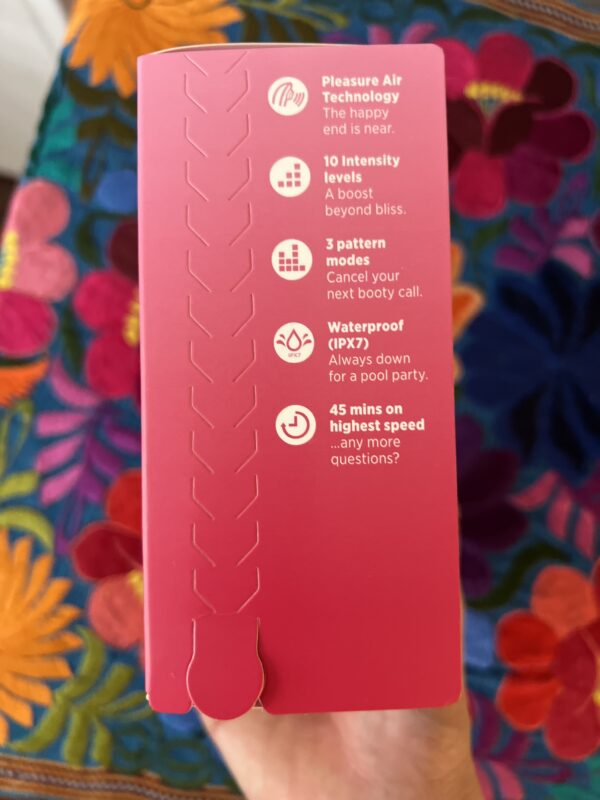 Pleasure Air
Technology
The happy
end is near.
10 Intensity
levels
A boost
beyond bliss.
3 pattern
modes
Cancel your
next booty call.
IPX7
Waterproof
(IPX7)
Always down
for a pool party.
45 mins on
highest speed
...any more
questions?